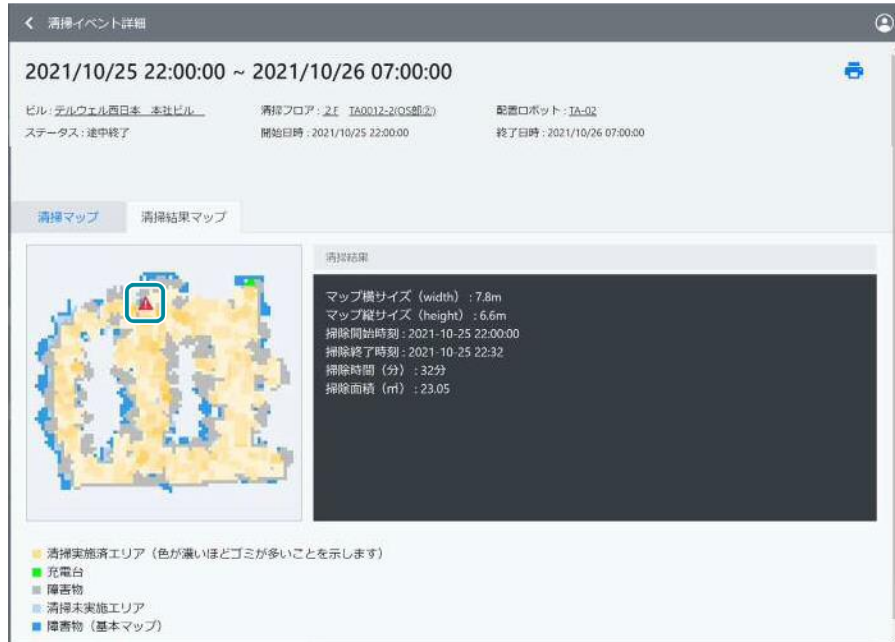 清掃イベント詳細
2021/10/25 22:00:00 ~ 2021/10/26 07:00:00
ビル : テルウェル西日本 本社ビル 清掃フロア : 2F TA0012-2(OS部②) 配置ロボット : TA-02
ステータス : 途中終了 開始日時 : 2021/10/25 22:00:00 終了日時 : 2021/10/26 07:00:00
清掃マップ 清掃結果マップ
清掃結果
マップ横サイズ（width）: 7.8m
マップ縦サイズ（height）: 6.6m
掃除開始時刻 : 2021-10-25 22:00:00
掃除終了時刻 : 2021-10-25 22:32
掃除時間（分）: 32分
掃除面積（㎡）: 23.05
清掃実施済エリア（色が濃いほどゴミが多いことを示します）
充電台
障害物
清掃未実施エリア
障害物（基本マップ）